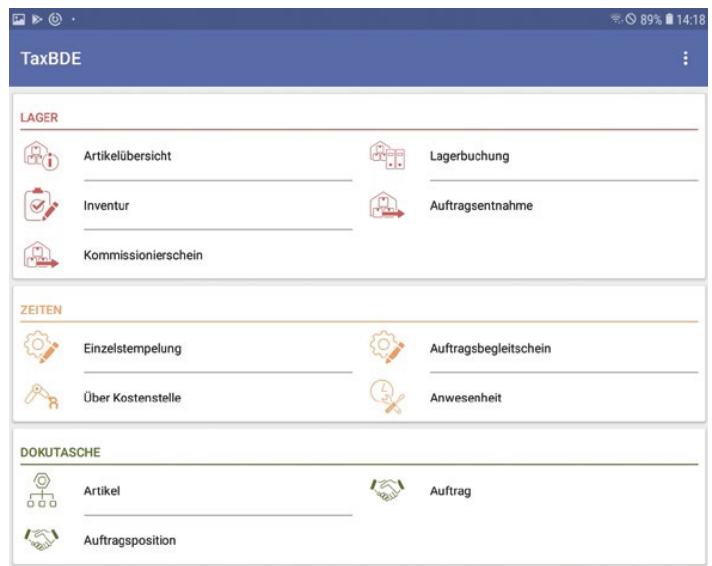 89% 14:18
TaxBDE
LAGER
Artikelübersicht
Lagerbuchung
Inventur
Auftragsentnahme
Kommissionierschein
ZEITEN
Einzelstempelung
Auftragsbegleitschein
Über Kostenstelle
Anwesenheit
DOKUTASCHE
Artikel
Auftrag
Auftragsposition